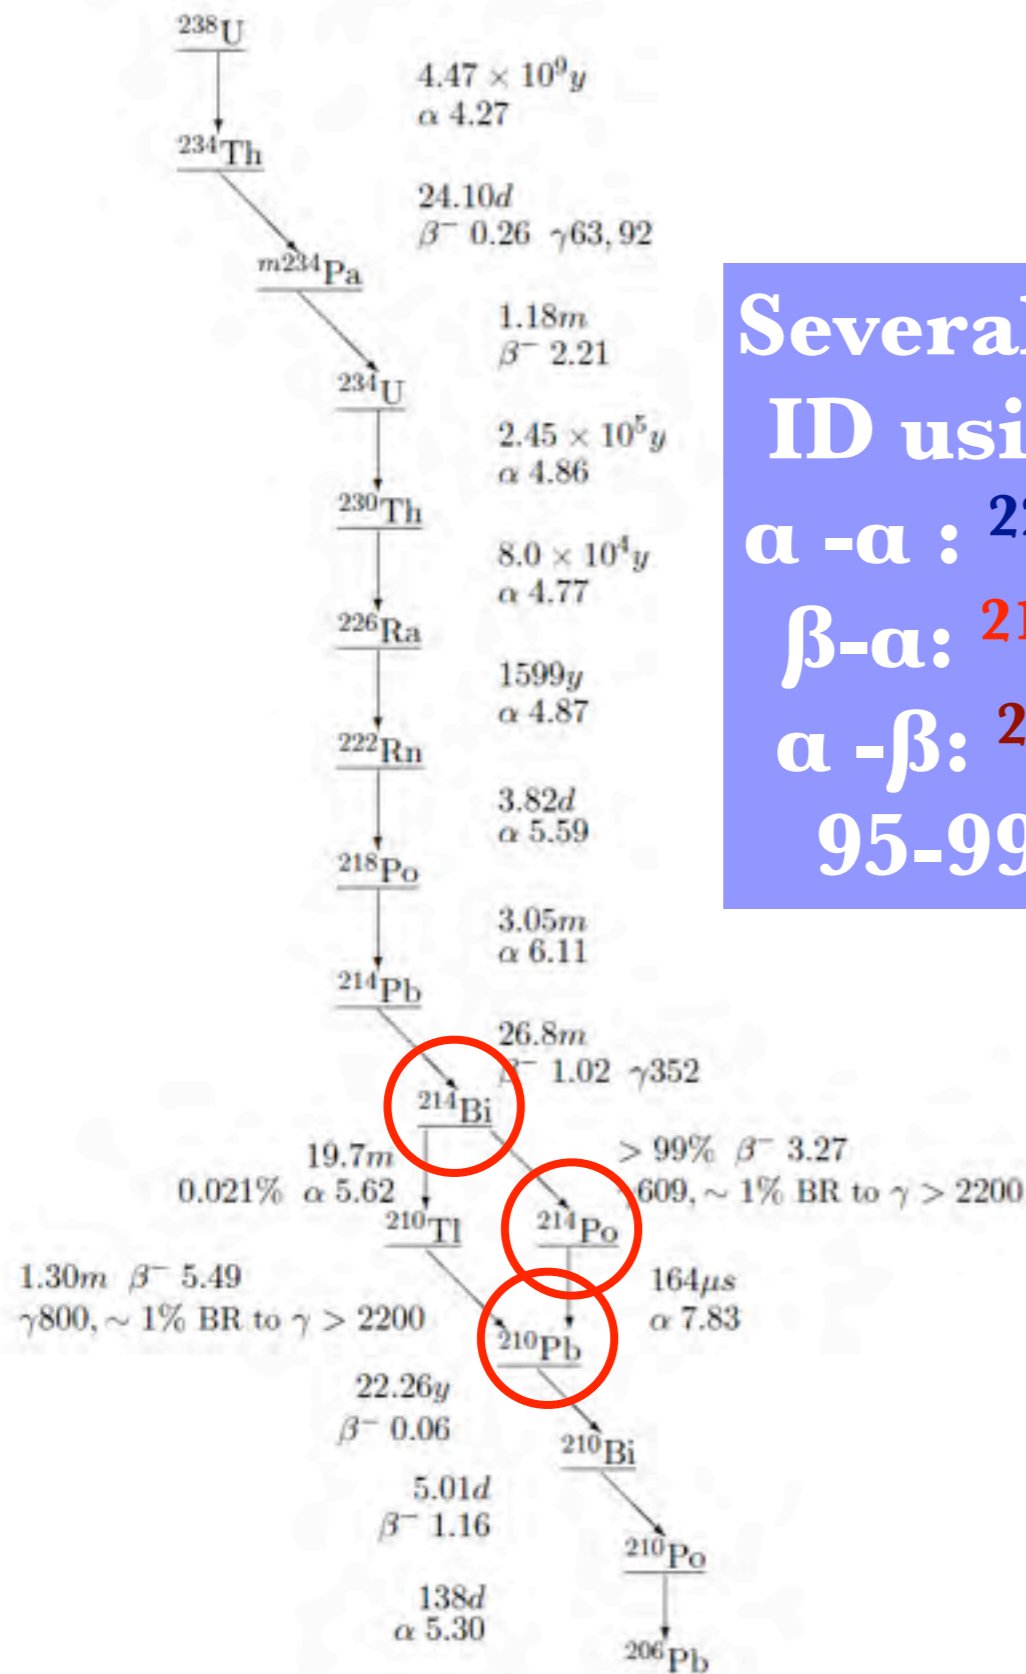 ²³⁸U
4.47 × 10⁹y
α 4.27
²³⁴Th
24.10d
β⁻ 0.26 γ63, 92
ᵐ²³⁴Pa
1.18m
β⁻ 2.21
²³⁴U
2.45 × 10⁵y
α 4.86
²³⁰Th
8.0 × 10⁴y
α 4.77
²²⁶Ra
1599y
α 4.87
²²²Rn
3.82d
α 5.59
²¹⁸Po
3.05m
α 6.11
²¹⁴Pb
26.8m
β⁻ 1.02 γ352
²¹⁴Bi
19.7m
0.021% α 5.62
> 99% β⁻ 3.27
γ609, ∼ 1% BR to γ > 2200
²¹⁰Tl
²¹⁴Po
1.30m β⁻ 5.49
γ800, ∼ 1% BR to γ > 2200
164μs
α 7.83
²¹⁰Pb
22.26y
β⁻ 0.06
²¹⁰Bi
5.01d
β⁻ 1.16
²¹⁰Po
138d
α 5.30
²⁰⁶Pb
Several
ID
α -α :
β-α:
α -β:
95-99